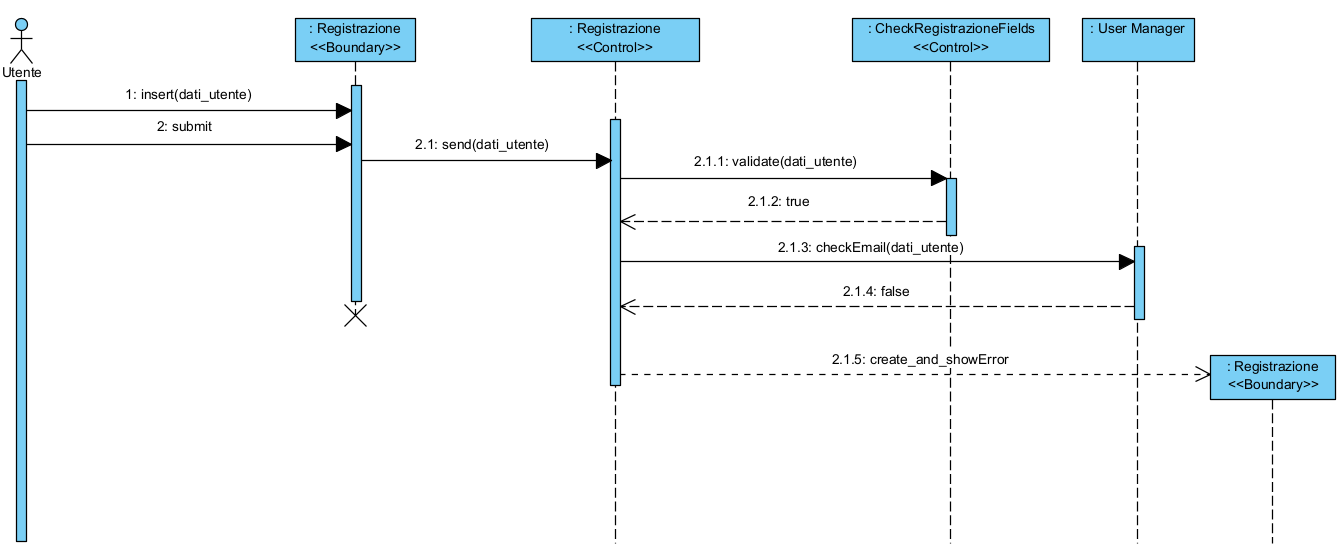 : Registrazione
<<Boundary>>
: Registrazione
<<Control>>
: CheckRegistrazioneFields
<<Control>>
: User Manager
Utente
1: insert(dati_utente)
2: submit
2.1: send(dati_utente)
2.1.1: validate(dati_utente)
2.1.2: true
2.1.3: checkEmail(dati_utente)
2.1.4: false
2.1.5: create_and_showError
: Registrazione
<<Boundary>>